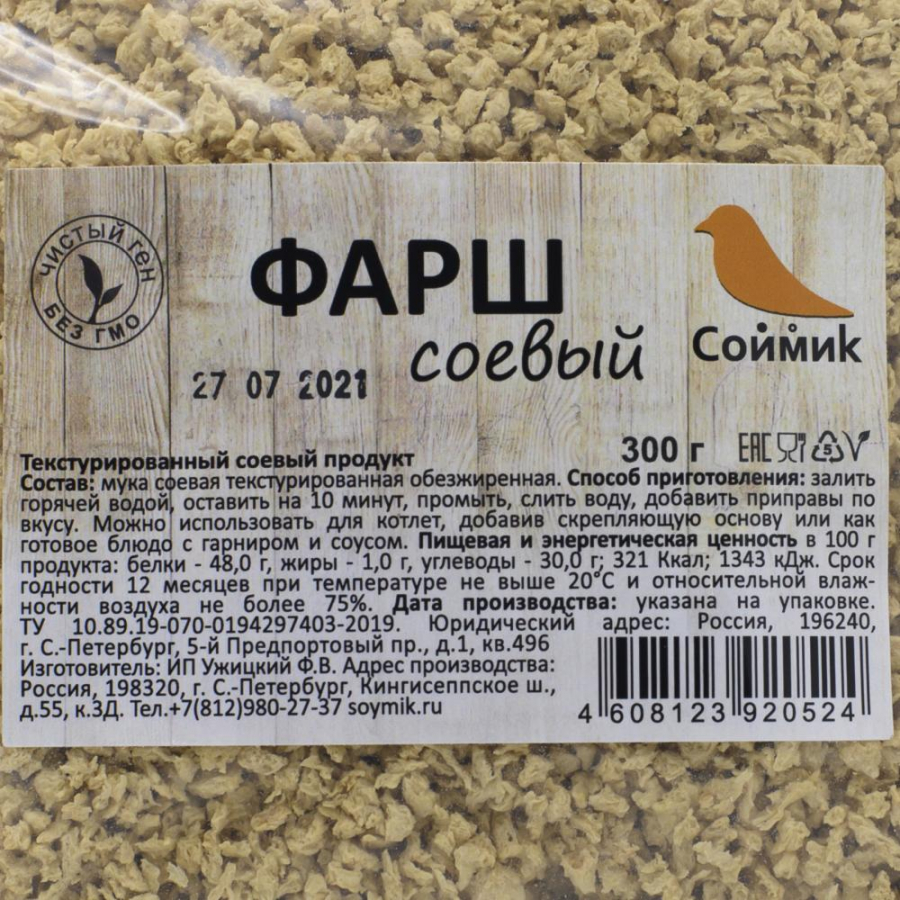 ЧИСТЫЙ ГЕН
БЕЗ ГМО
ФАРШ
соевый
Соймик
27 07 2021
300 г
EAC
5
V
Текстурированный соевый продукт
Состав: мука соевая текстурированная обезжиренная. Способ приготовления: залить
горячей водой, оставить на 10 минут, промыть, слить воду, добавить приправы по
вкусу. Можно использовать для котлет, добавив скрепляющую основу или как
готовое блюдо с гарниром и соусом. Пищевая и энергетическая ценность в 100 г
продукта: белки - 48,0 г, жиры - 1,0 г, углеводы - 30,0 г; 321 Ккал; 1343 кДж. Срок
годности 12 месяцев при температуре не выше 20°С и относительной влаж-
ности воздуха не более 75%. Дата производства: указана на упаковке.
ТУ 10.89.19-070-0194297403-2019. Юридический адрес: Россия, 196240,
г. С.-Петербург, 5-й Предпортовый пр., д.1, кв.496
Изготовитель: ИП Ужицкий Ф.В. Адрес производства:
Россия, 198320, г. С.-Петербург, Кингисеппское ш.,
д.55, к.3Д. Тел.+7(812)980-27-37 soymik.ru
4 608123 920524